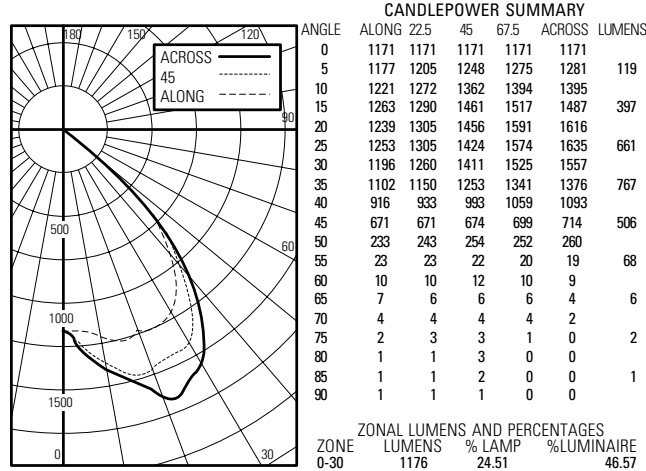 180 150 120
ACROSS
45
ALONG
90
500
60
1000
1500
0 30
CANDLEPOWER SUMMARY
ANGLE ALONG 22.5 45 67.5 ACROSS LUMENS
0 1171 1171 1171 1171 1171
5 1177 1205 1248 1275 1281 119
10 1221 1272 1362 1394 1395
15 1263 1290 1461 1517 1487 397
20 1239 1305 1456 1591 1616
25 1253 1305 1424 1574 1635 661
30 1196 1260 1411 1525 1557
35 1102 1150 1253 1341 1376 767
40 916 933 993 1059 1093
45 671 671 674 699 714 506
50 233 243 254 252 260
55 23 23 22 20 19 68
60 10 10 12 10 9
65 7 6 6 6 4 6
70 4 4 4 4 2
75 2 3 3 1 0 2
80 1 1 3 0 0
85 1 1 2 0 0 1
90 1 1 1 0 0
ZONAL LUMENS AND PERCENTAGES
ZONE LUMENS % LAMP %LUMINAIRE
0-30 1176 24.51 46.57